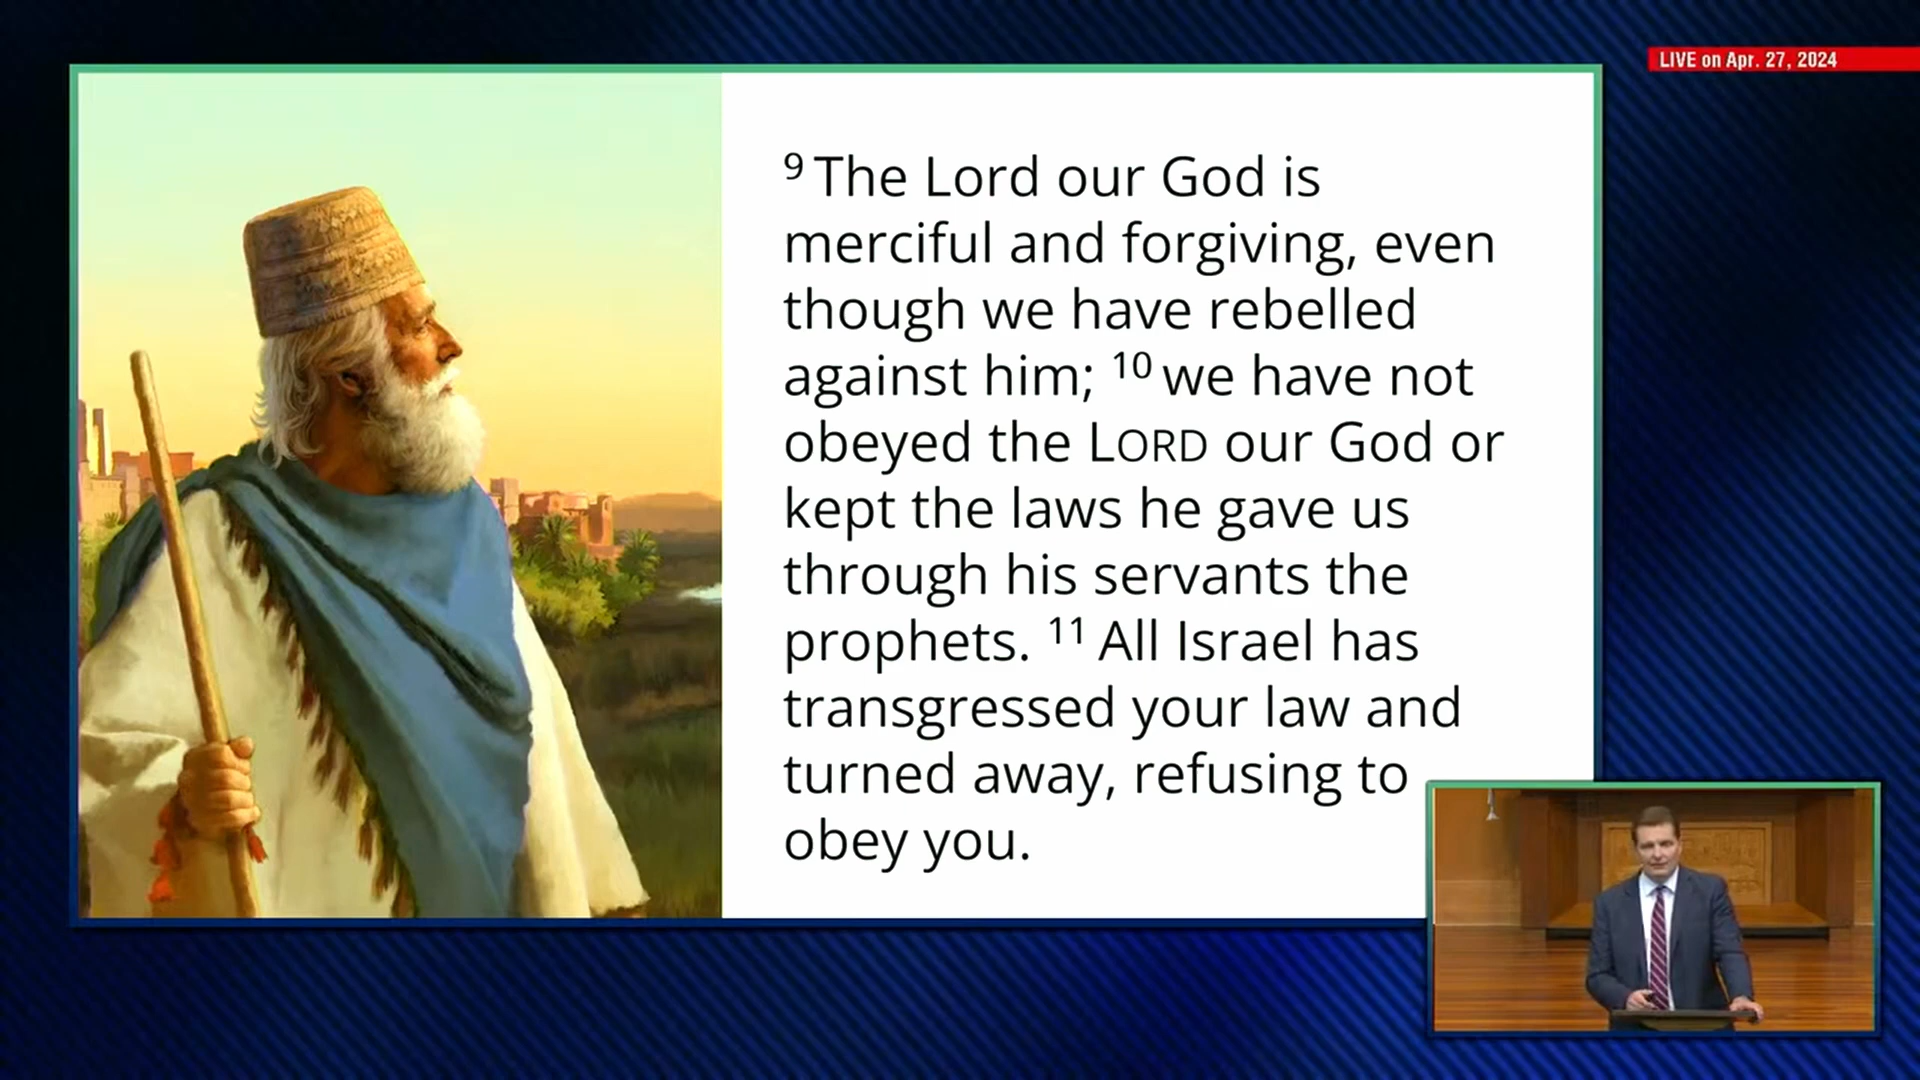 LIVE on Apr. 27, 2024
9 The Lord our God is
merciful and forgiving, even
though we have rebelled
against him; 10 we have not
obeyed the LORD our God or
kept the laws he gave us
through his servants the
prophets. 11 All Israel has
transgressed your law and
turned away, refusing to
obey you.